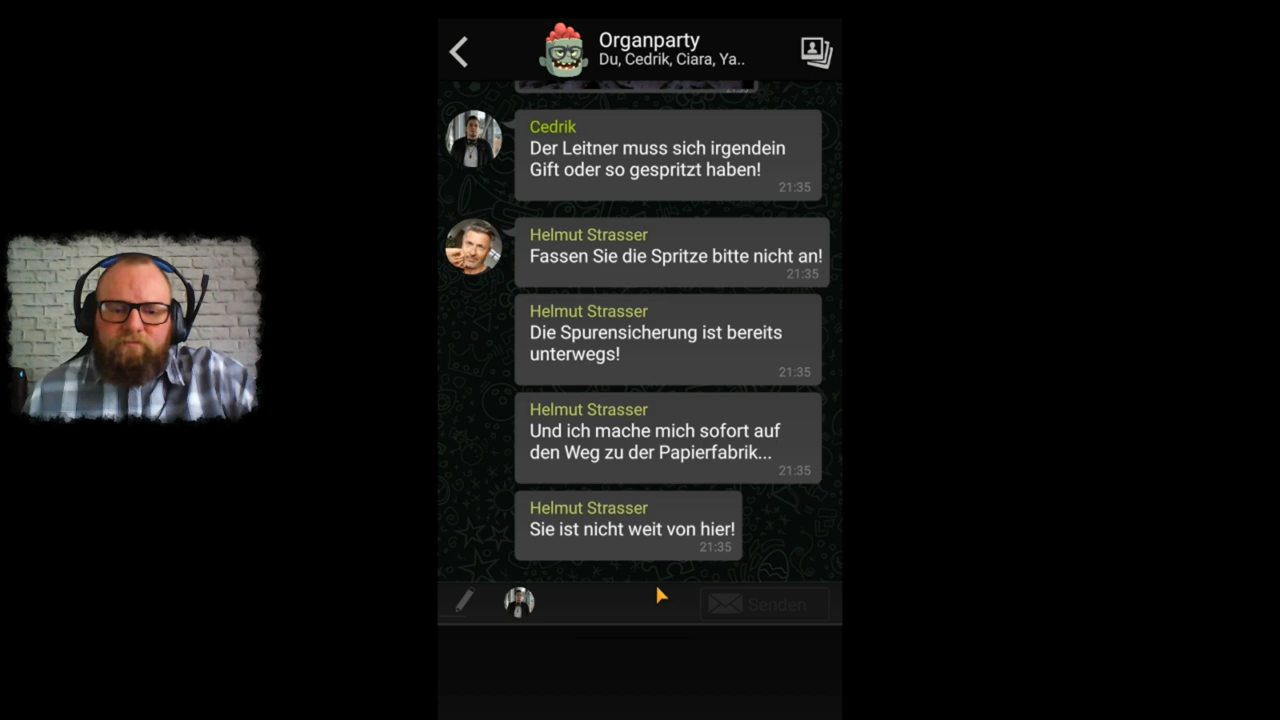 Organparty
Du, Cedrik, Ciara, Ya..
Cedrik
Der Leitner muss sich irgendein
Gift oder so gespritzt haben!
21:35
Helmut Strasser
Fassen Sie die Spritze bitte nicht an!
21:35
Helmut Strasser
Die Spurensicherung ist bereits
unterwegs!
21:35
Helmut Strasser
Und ich mache mich sofort auf
den Weg zu der Papierfabrik...
21:35
Helmut Strasser
Sie ist nicht weit von hier!
21:35
Senden